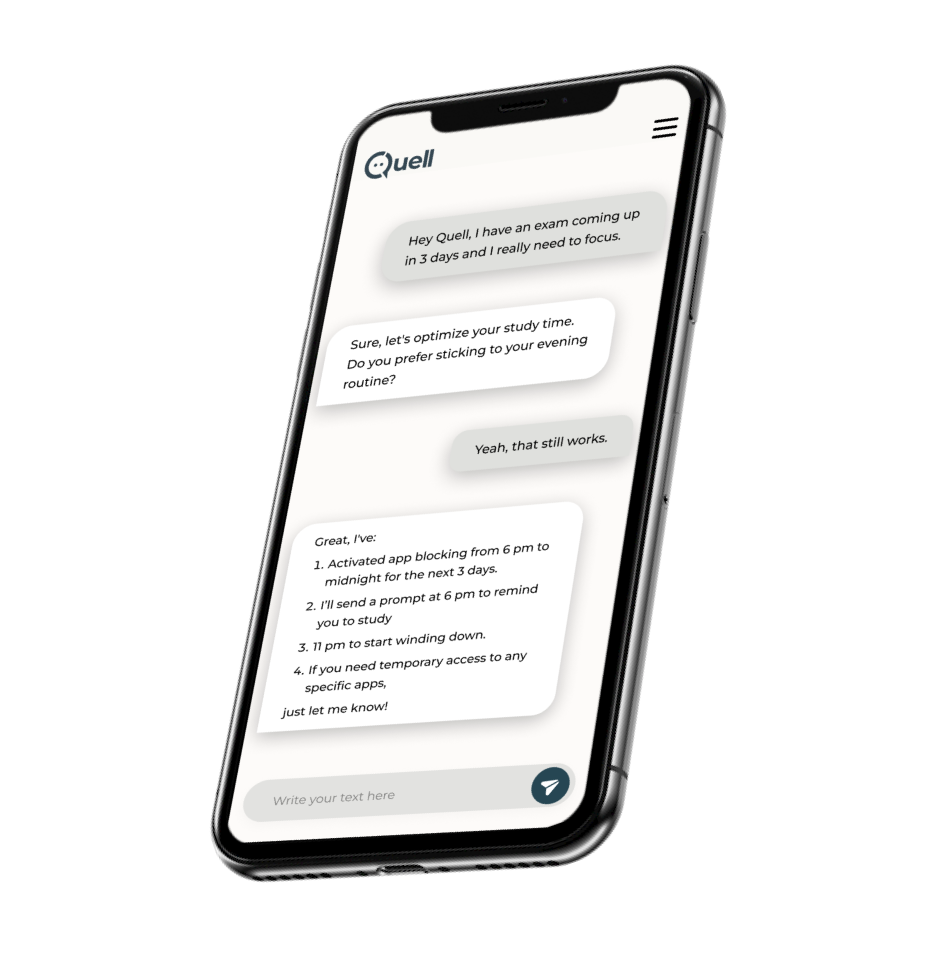 Quell
Hey Quell, I have an exam coming up
in 3 days and I really need to focus.
Sure, let's optimize your study time.
Do you prefer sticking to your evening
routine?
Yeah, that still works.
Great, I've:
1. Activated app blocking from 6 pm to
midnight for the next 3 days.
2. I'll send a prompt at 6 pm to remind
you to study
3. 11 pm to start winding down.
4. If you need temporary access to any
specific apps,
just let me know!
Write your text here